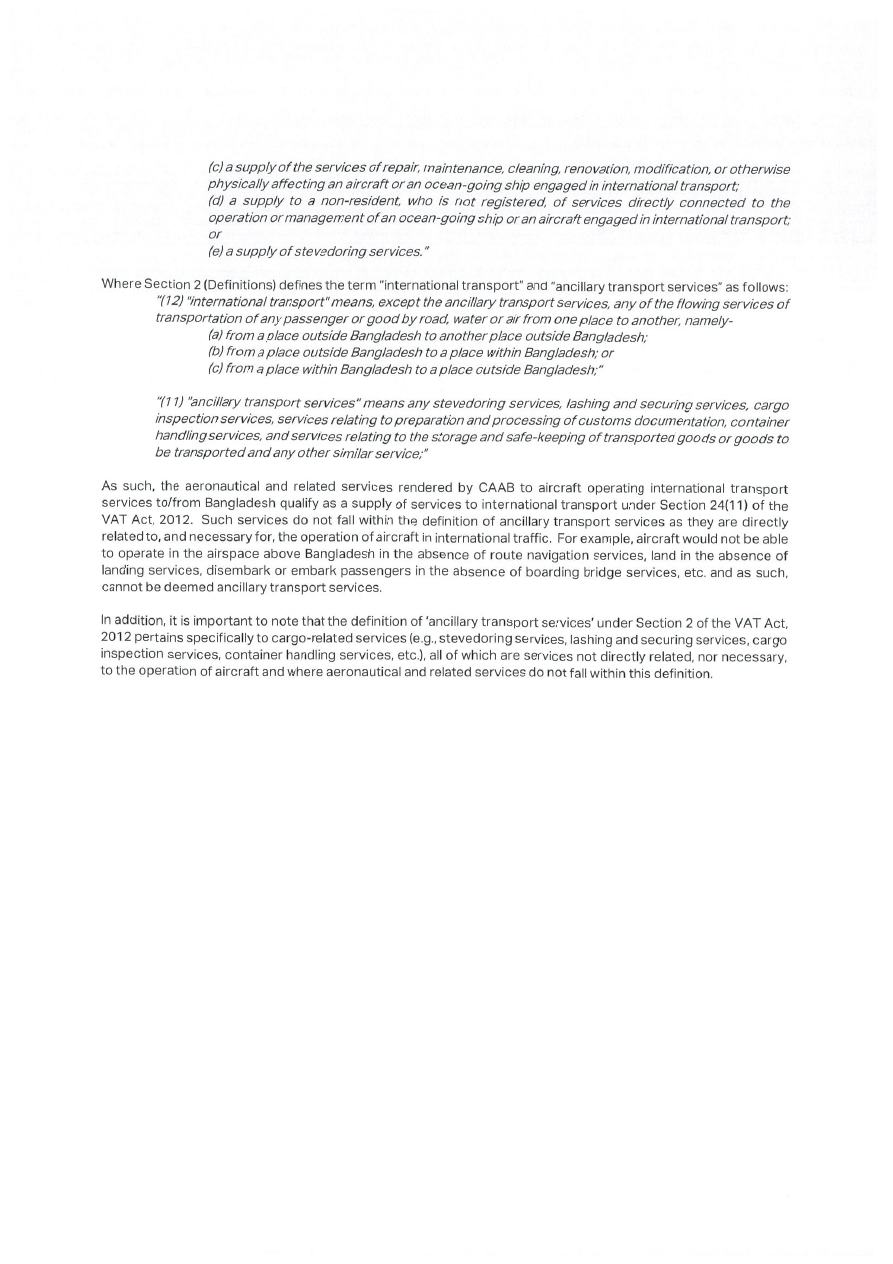 (c) a supply of the services of repair, maintenance, cleaning, renovation, modification, or otherwise
physically affecting an aircraft or an ocean-going ship engaged in international transport;
(d) a supply to a non-resident, who is not registered, of services directly connected to the
operation or management of an ocean-going ship or an aircraft engaged in international transport;
or
(e) a supply of stevedoring services."
Where Section 2 (Definitions) defines the term "international transport" and "ancillary transport services" as follows:
"(12) "international transport" means, except the ancillary transport services, any of the flowing services of
transportation of any passenger or good by road, water or air from one place to another, namely-
(a) from a place outside Bangladesh to another place outside Bangladesh;
(b) from a place outside Bangladesh to a place within Bangladesh; or
(c) from a place within Bangladesh to a place outside Bangladesh;"
"(11) "ancillary transport services" means any stevedoring services, lashing and securing services, cargo
inspection services, services relating to preparation and processing of customs documentation, container
handling services, and services relating to the storage and safe-keeping of transported goods or goods to
be transported and any other similar service;"
As such, the aeronautical and related services rendered by CAAB to aircraft operating international transport
services to/from Bangladesh qualify as a supply of services to international transport under Section 24(11) of the
VAT Act, 2012. Such services do not fall within the definition of ancillary transport services as they are directly
related to, and necessary for, the operation of aircraft in international traffic. For example, aircraft would not be able
to operate in the airspace above Bangladesh in the absence of route navigation services, land in the absence of
landing services, disembark or embark passengers in the absence of boarding bridge services, etc. and as such,
cannot be deemed ancillary transport services.
In addition, it is important to note that the definition of 'ancillary transport services' under Section 2 of the VAT Act,
2012 pertains specifically to cargo-related services (e.g., stevedoring services, lashing and securing services, cargo
inspection services, container handling services, etc.), all of which are services not directly related, nor necessary,
to the operation of aircraft and where aeronautical and related services do not fall within this definition.